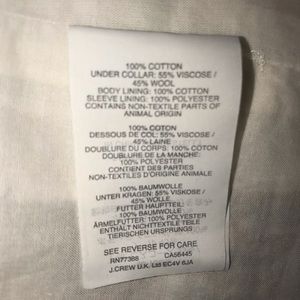 100% COTTON
UNDER COLLAR: 55% VISCOSE /
45% WOOL
BODY LINING: 100% COTTON
SLEEVE LINING: 100% POLYESTER
CONTAINS NON-TEXTILE PARTS OF
ANIMAL ORIGIN
100% COTON
DESSOUS DE COL: 55% VISCOSE /
45% LAINE
DOUBLURE DU CORPS: 100% COTON
DOUBLURE DE LA MANCHE:
100% POLYESTER
CONTIENT DES PARTIES
NON-TEXTILES D'ORIGINE ANIMALE
100% BAUMWOLLE
UNTER KRAGEN: 55% VISKOSE /
45% WOLLE
FUTTER HAUPTTEIL:
100% BAUMWOLLE
ÄRMELFUTTER: 100% POLYESTER
ENTHÄLT NICHTTEXTILE TEILE
TIERISCHEN URSPRUNGS
SEE REVERSE FOR CARE
RN77388 CA56445
J.CREW U.K. Ltd EC4V 6JA